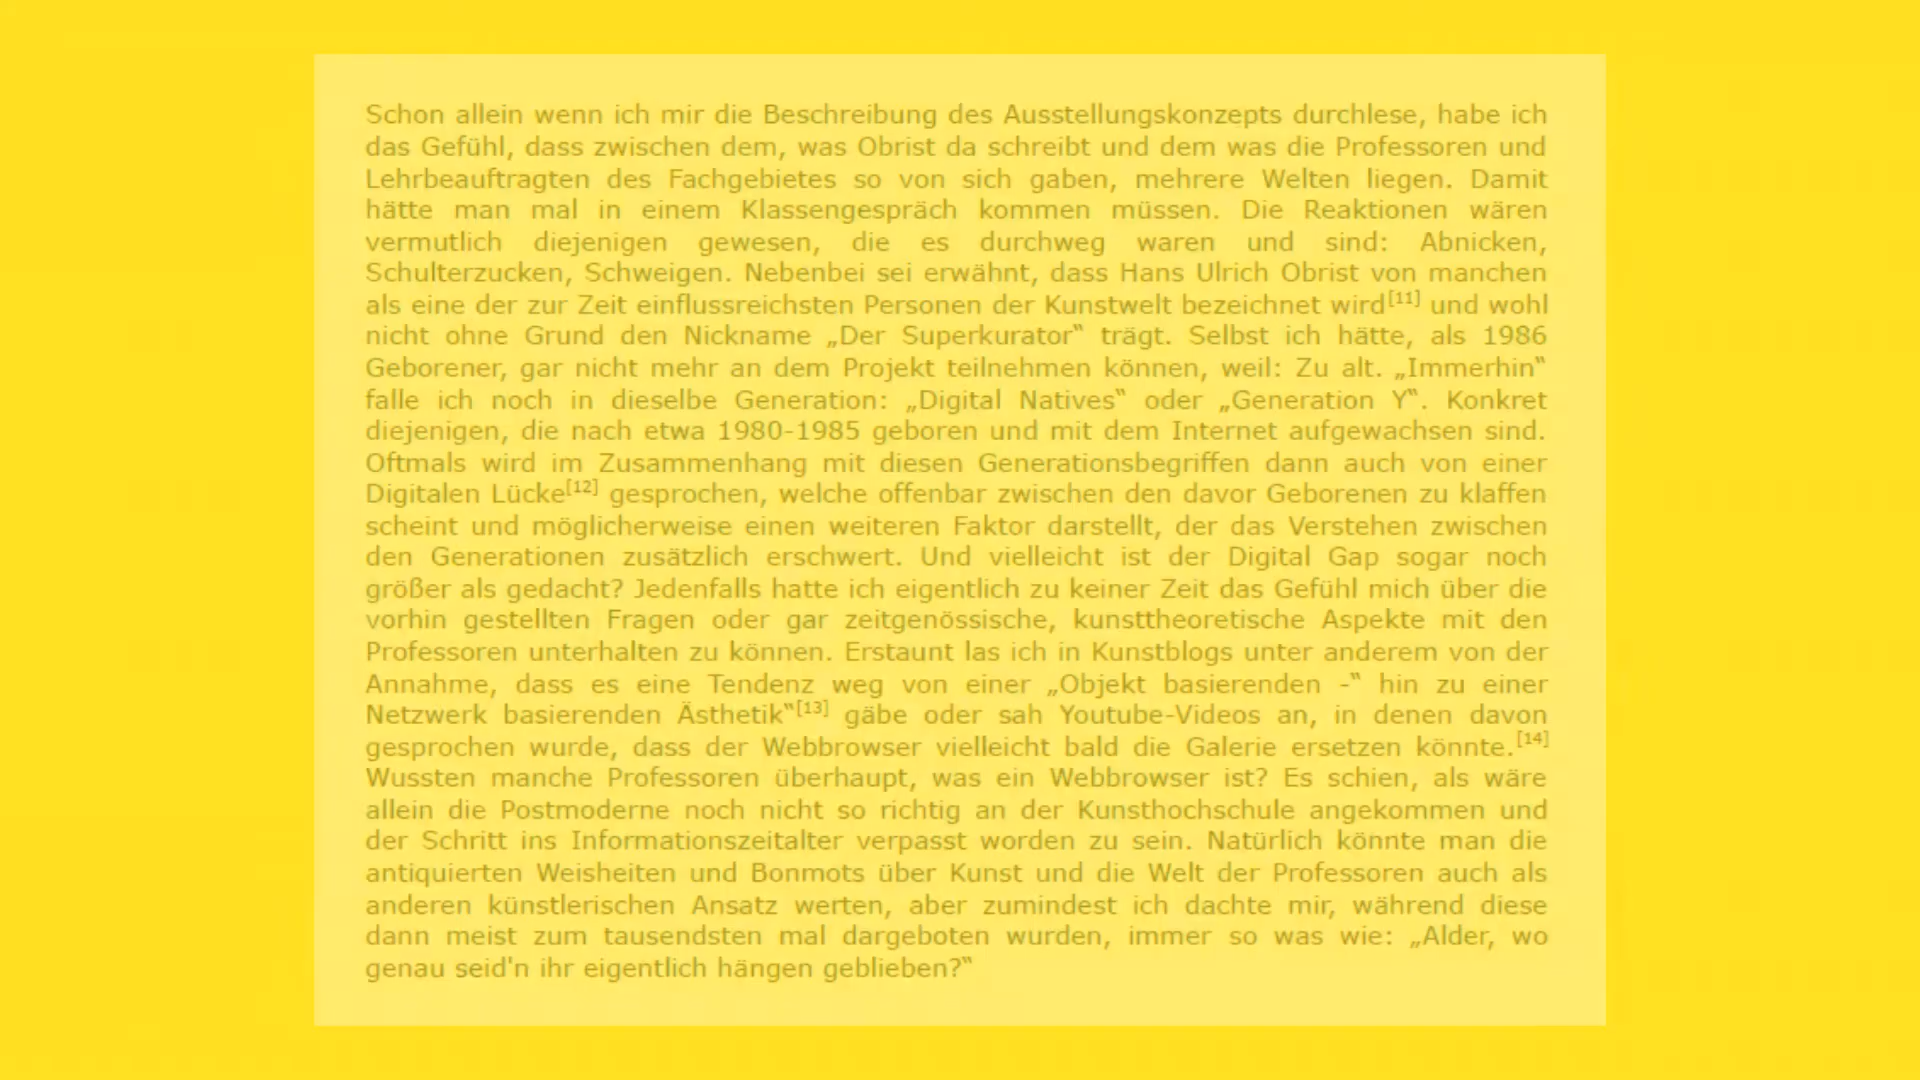 Schon allein wenn ich mir die Beschreibung des Ausstellungskonzepts durchlese, habe ich
das Gefühl, dass zwischen dem, was Obrist da schreibt und dem was die Professoren und
Lehrbeauftragten des Fachgebietes so von sich gaben, mehrere Welten liegen. Damit
hätte man mal in einem Klassengespräch kommen müssen. Die Reaktionen wären
vermutlich diejenigen gewesen, die es durchweg waren und sind: Abnicken,
Schulterzucken, Schweigen. Nebenbei sei erwähnt, dass Hans Ulrich Obrist von manchen
als eine der zur Zeit einflussreichsten Personen der Kunstwelt bezeichnet wird[11] und wohl
nicht ohne Grund den Nickname „Der Superkurator‟ trägt. Selbst ich hätte, als 1986
Geborener, gar nicht mehr an dem Projekt teilnehmen können, weil: Zu alt. „Immerhin‟
falle ich noch in dieselbe Generation: „Digital Natives‟ oder „Generation Y‟. Konkret
diejenigen, die nach etwa 1980-1985 geboren und mit dem Internet aufgewachsen sind.
Oftmals wird im Zusammenhang mit diesen Generationsbegriffen dann auch von einer
Digitalen Lücke[12] gesprochen, welche offenbar zwischen den davor Geborenen zu klaffen
scheint und möglicherweise einen weiteren Faktor darstellt, der das Verstehen zwischen
den Generationen zusätzlich erschwert. Und vielleicht ist der Digital Gap sogar noch
größer als gedacht? Jedenfalls hatte ich eigentlich zu keiner Zeit das Gefühl mich über die
vorhin gestellten Fragen oder gar zeitgenössische, kunsttheoretische Aspekte mit den
Professoren unterhalten zu können. Erstaunt las ich in Kunstblogs unter anderem von der
Annahme, dass es eine Tendenz weg von einer „Objekt basierenden -‟ hin zu einer
Netzwerk basierenden Ästhetik‟[13] gäbe oder sah Youtube-Videos an, in denen davon
gesprochen wurde, dass der Webbrowser vielleicht bald die Galerie ersetzen könnte.[14]
Wussten manche Professoren überhaupt, was ein Webbrowser ist? Es schien, als wäre
allein die Postmoderne noch nicht so richtig an der Kunsthochschule angekommen und
der Schritt ins Informationszeitalter verpasst worden zu sein. Natürlich könnte man die
antiquierten Weisheiten und Bonmots über Kunst und die Welt der Professoren auch als
anderen künstlerischen Ansatz werten, aber zumindest ich dachte mir, während diese
dann meist zum tausendsten mal dargeboten wurden, immer so was wie: „Alder, wo
genau seid'n ihr eigentlich hängen geblieben?‟